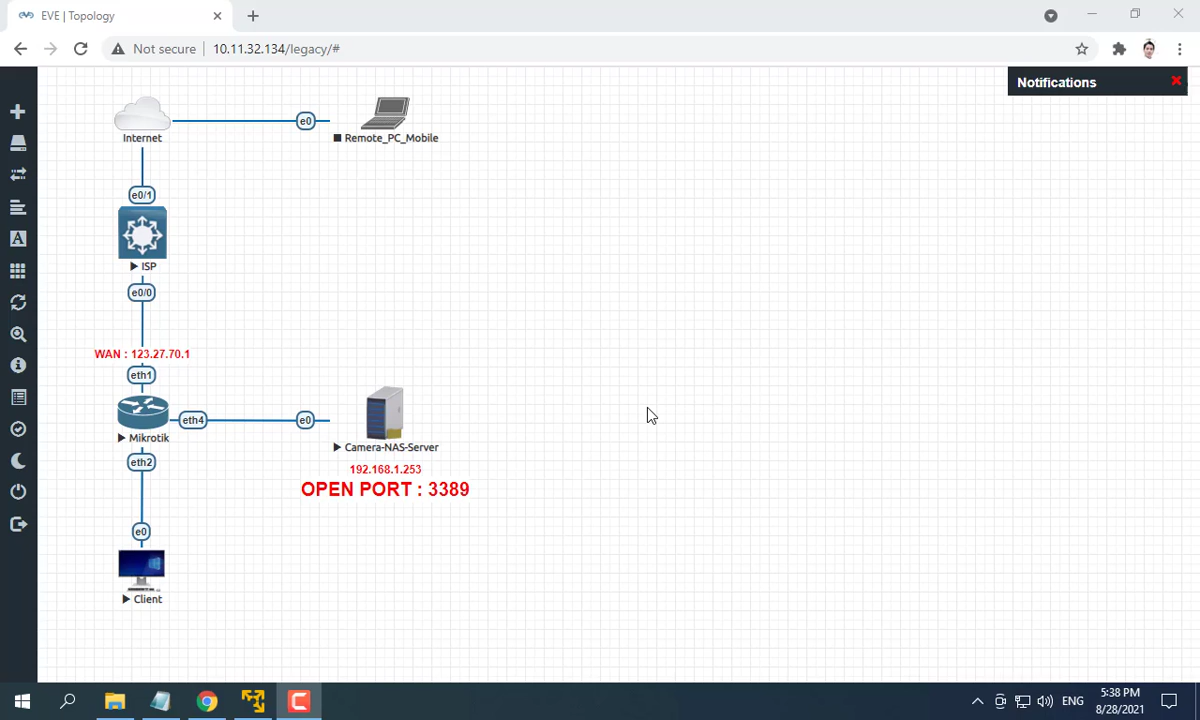 EVE | Topology
Not secure
10.11.32.134/legacy/#
Notifications
Internet
e0
Remote_PC_Mobile
e0/1
ISP
e0/0
WAN : 123.27.70.1
eth1
Mikrotik
eth4
e0
Camera-NAS-Server
192.168.1.253
OPEN PORT : 3389
eth2
e0
Client
ENG
5:38 PM
8/28/2021